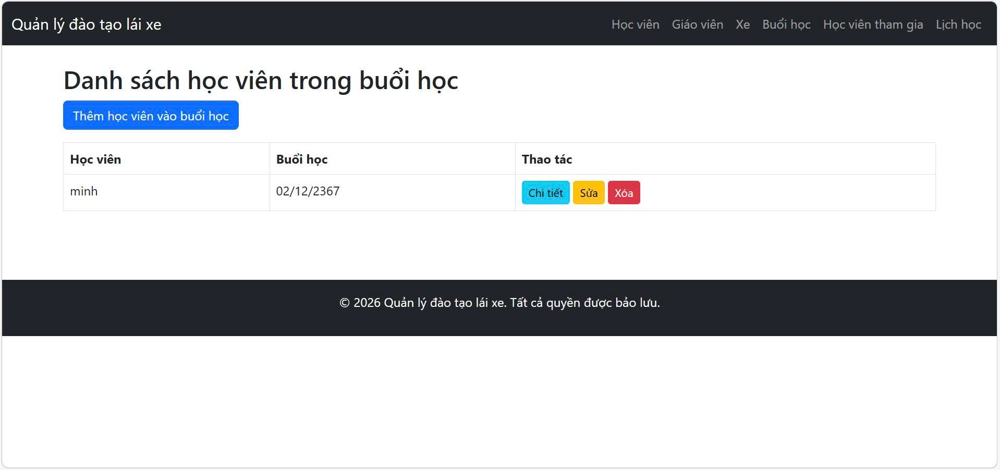 Quản lý đào tạo lái xe Học viên Giáo viên Xe Buổi học Học viên tham gia Lịch học
Danh sách học viên trong buổi học
Thêm học viên vào buổi học
Học viên Buổi học Thao tác
minh 02/12/2367 Chi tiết Sửa Xóa
© 2026 Quản lý đào tạo lái xe. Tất cả quyền được bảo lưu.